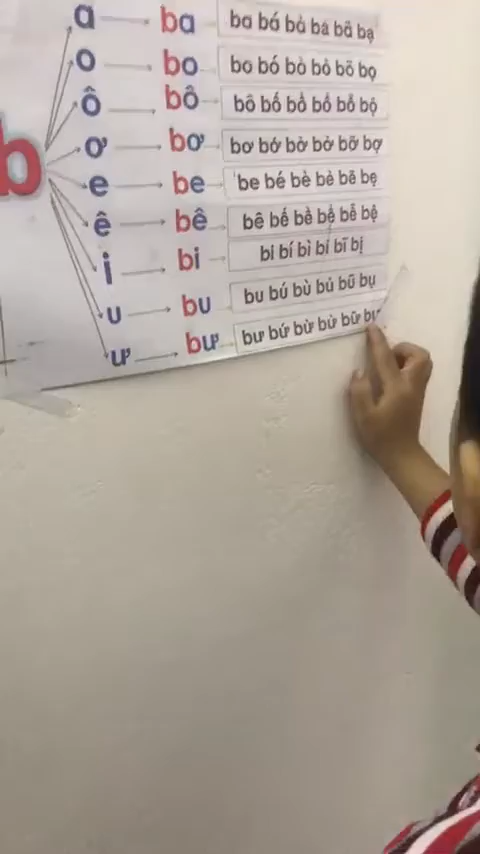 b
a ba ba bá bà bả bã bạ
o bo bo bó bò bỏ bõ bọ
ô bô bô bố bồ bổ bỗ bộ
ơ bơ bơ bớ bờ bở bỡ bợ
e be be bé bè bẻ bẽ bẹ
ê bê bê bế bề bể bễ bệ
i bi bi bí bì bỉ bĩ bị
u bu bu bú bù bủ bũ bụ
ư bư bư bứ bừ bử bữ